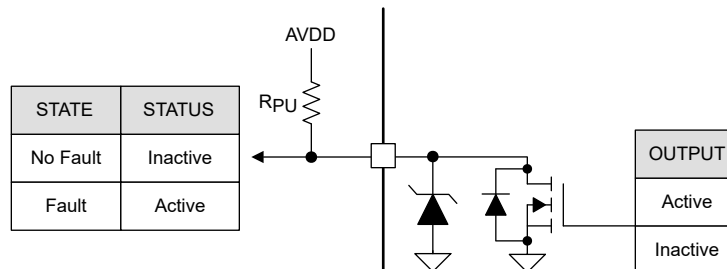 AVDD
RPU
STATE STATUS
No Fault Inactive
Fault Active
OUTPUT
Active
Inactive